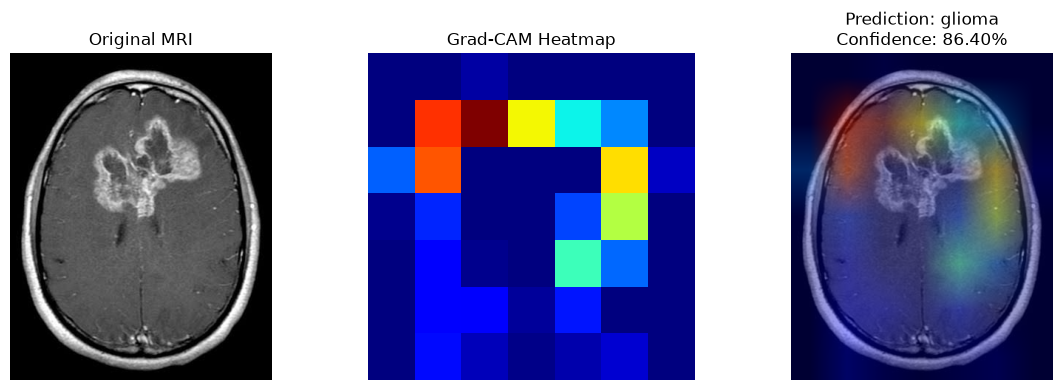 Original MRI
Grad-CAM Heatmap
Prediction: glioma
Confidence: 86.40%